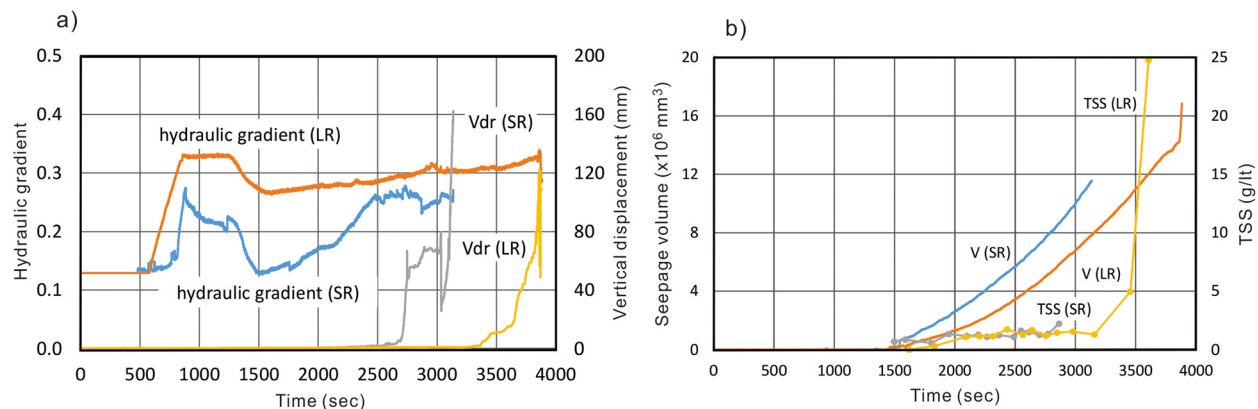 a)
0.5
0.4
0.3
0.2
0.1
0.0
Hydraulic gradient
200
160
120
80
40
0
Vertical displacement (mm)
hydraulic gradient (LR)
Vdr (SR)
Vdr (LR)
hydraulic gradient (SR)
0 500 1000 1500 2000 2500 3000 3500 4000
Time (sec)
b)
20
16
12
8
4
0
Seepage volume (x10⁶ mm³)
25
20
15
10
5
0
TSS (g/lt)
TSS (LR)
V (SR)
V (LR)
TSS (SR)
0 500 1000 1500 2000 2500 3000 3500 4000
Time (sec)